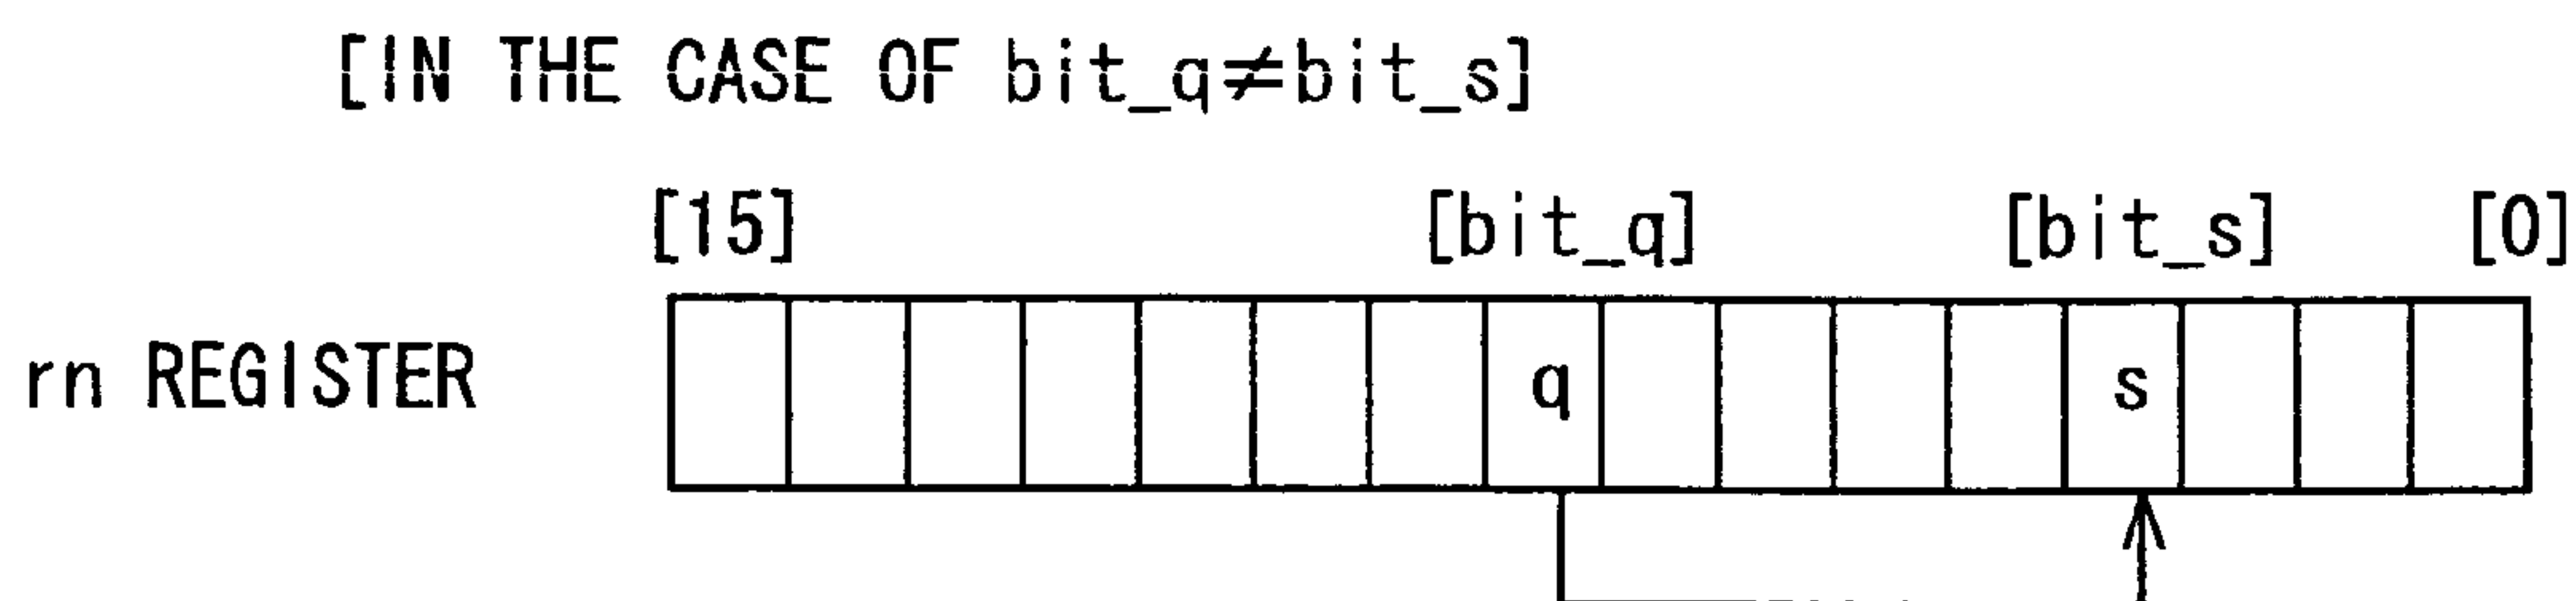 [IN THE CASE OF bit_q≠bit_s]
[15] [bit_q] [bit_s] [0]
rn REGISTER q s